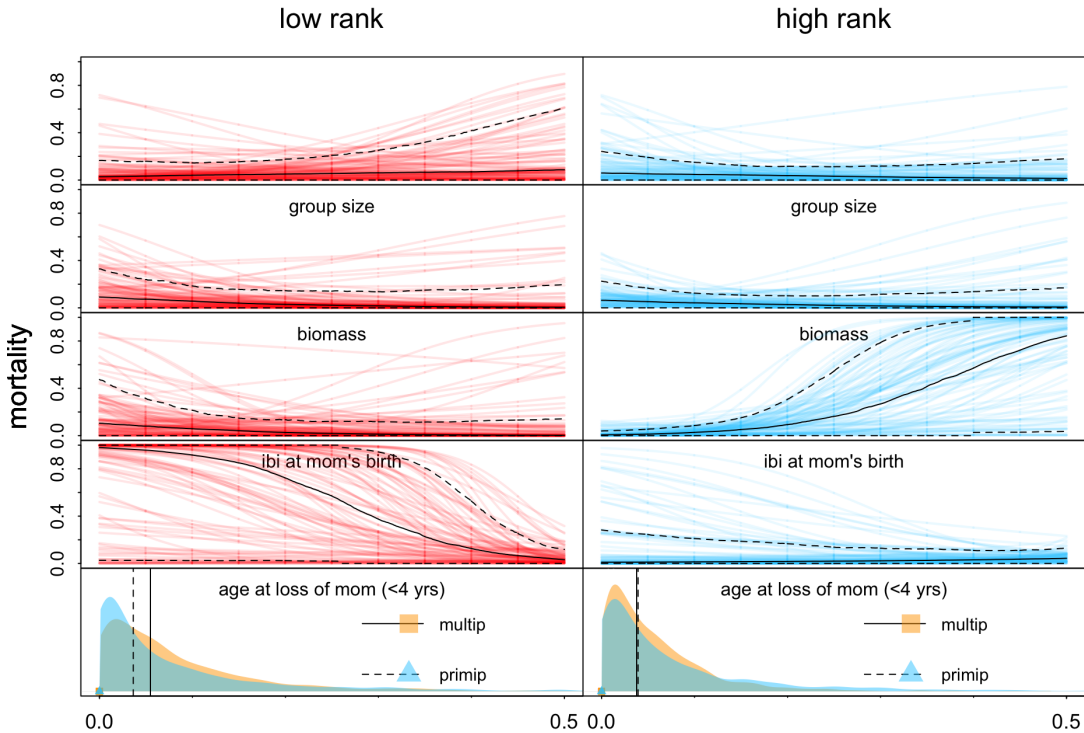 low rank
high rank
mortality
0.0 0.4 0.8
group size
group size
0.0 0.4 0.8
biomass
biomass
0.0 0.4 0.8
ibi at mom's birth
ibi at mom's birth
0.0 0.4 0.8
age at loss of mom (<4 yrs)
age at loss of mom (<4 yrs)
multip
multip
primip
primip
0.0 0.5 0.0 0.5